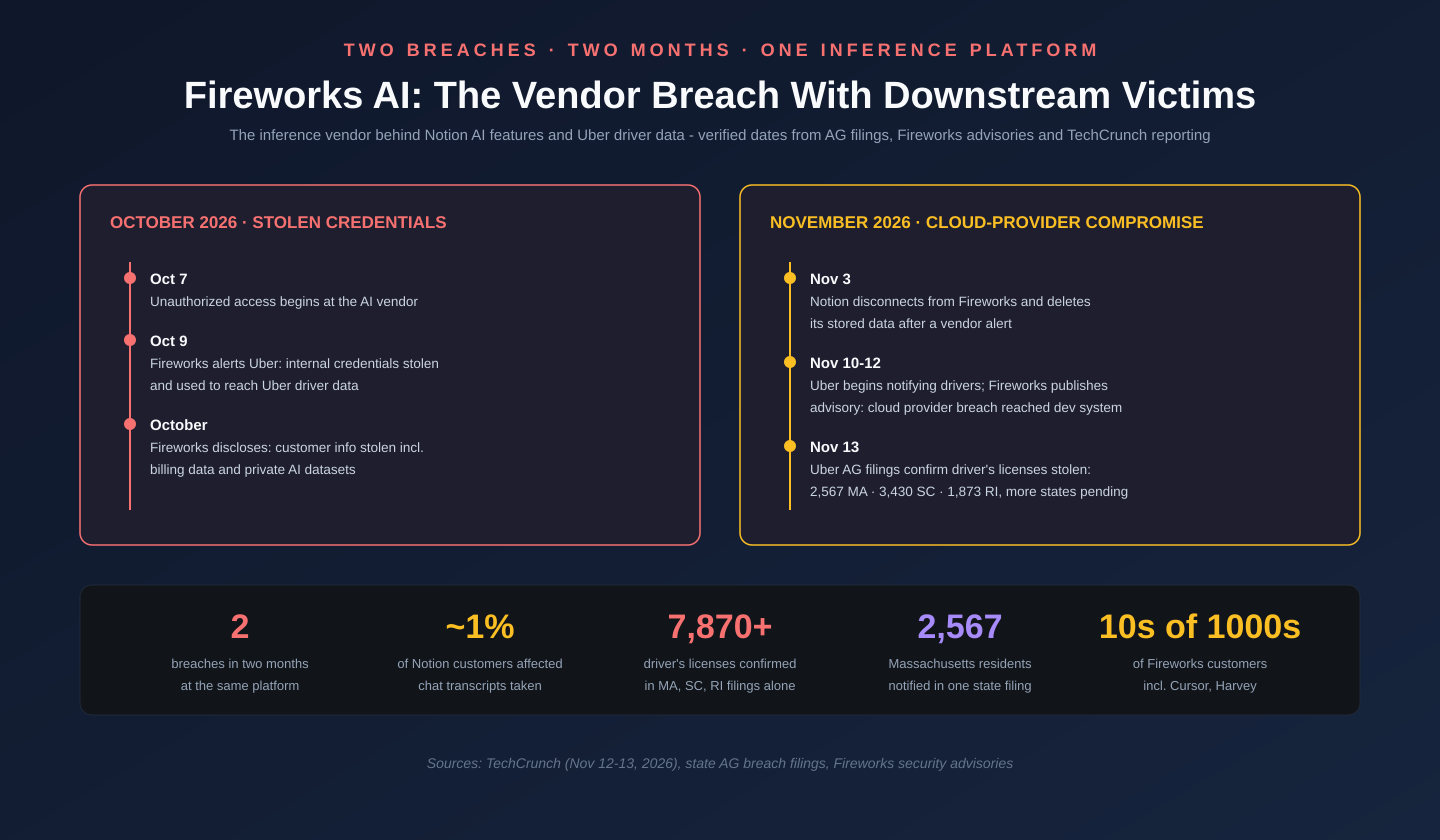 TWO BREACHES · TWO MONTHS · ONE INFERENCE PLATFORM
Fireworks AI: The Vendor Breach With Downstream Victims
The inference vendor behind Notion AI features and Uber driver data - verified dates from AG filings, Fireworks advisories and TechCrunch reporting
OCTOBER 2026 · STOLEN CREDENTIALS
Oct 7
Unauthorized access begins at the AI vendor
Oct 9
Fireworks alerts Uber: internal credentials stolen
and used to reach Uber driver data
October
Fireworks discloses: customer info stolen incl.
billing data and private AI datasets
NOVEMBER 2026 · CLOUD-PROVIDER COMPROMISE
Nov 3
Notion disconnects from Fireworks and deletes
its stored data after a vendor alert
Nov 10-12
Uber begins notifying drivers; Fireworks publishes
advisory: cloud provider breach reached dev system
Nov 13
Uber AG filings confirm driver's licenses stolen:
2,567 MA · 3,430 SC · 1,873 RI, more states pending
2
breaches in two months
at the same platform
~1%
of Notion customers affected
chat transcripts taken
7,870+
driver's licenses confirmed
in MA, SC, RI filings alone
2,567
Massachusetts residents
notified in one state filing
10s of 1000s
of Fireworks customers
incl. Cursor, Harvey
Sources: TechCrunch (Nov 12-13, 2026), state AG breach filings, Fireworks security advisories